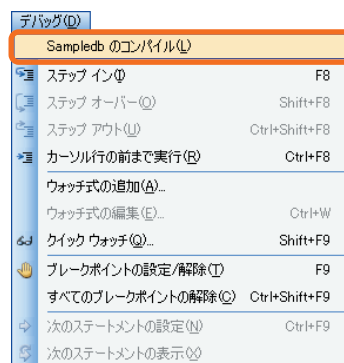 デバッグ(D)
Sampledb のコンパイル(L)
ステップ イン(I) F8
ステップ オーバー(O) Shift+F8
ステップ アウト(U) Ctrl+Shift+F8
カーソル行の前まで実行(R) Ctrl+F8
ウォッチ式の追加(A)...
ウォッチ式の編集(E)... Ctrl+W
クイック ウォッチ(Q)... Shift+F9
ブレークポイントの設定/解除(T) F9
すべてのブレークポイントの解除(C) Ctrl+Shift+F9
次のステートメントの設定(N) Ctrl+F9
次のステートメントの表示(X)